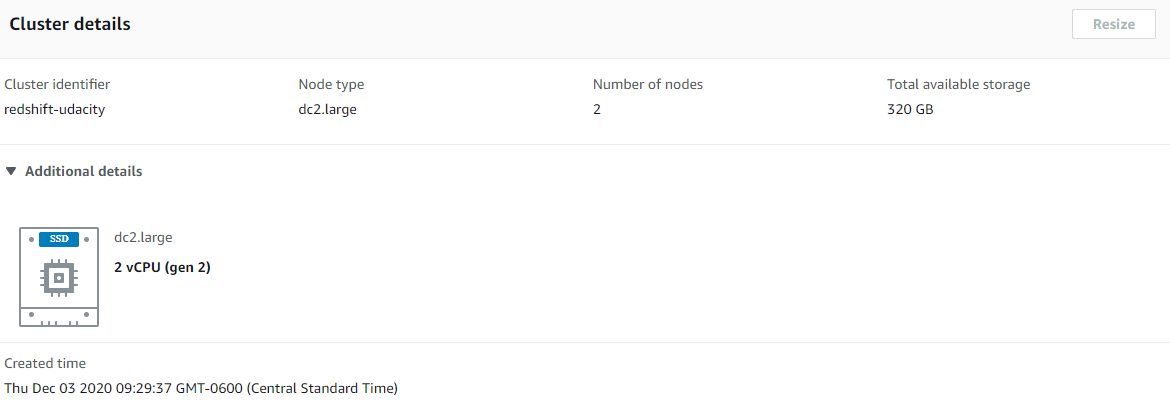 Cluster details
Resize
Cluster identifier
redshift-udacity
Node type
dc2.large
Number of nodes
2
Total available storage
320 GB
Additional details
SSD
dc2.large
2 vCPU (gen 2)
Created time
Thu Dec 03 2020 09:29:37 GMT-0600 (Central Standard Time)